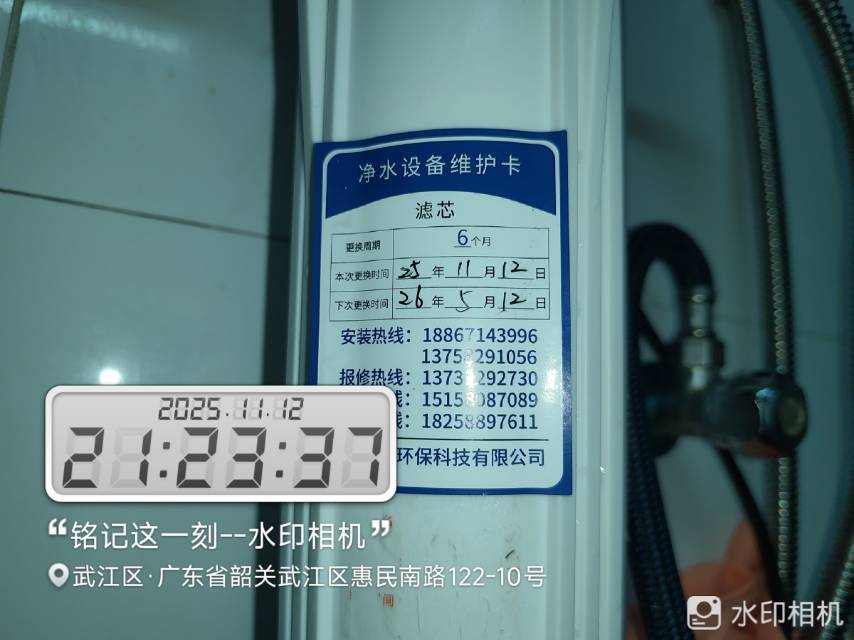 净水设备维护卡
滤芯
更换周期 6个月
本次更换时间 25年11月12日
下次更换时间 26年5月12日
安装热线：18867143996
13758291056
报修热线：13735292730
线：15158087089
线：18258897611
环保科技有限公司
2025.11.12
21:23:37
“铭记这一刻--水印相机”
武江区·广东省韶关武江区惠民南路122-10号
水印相机